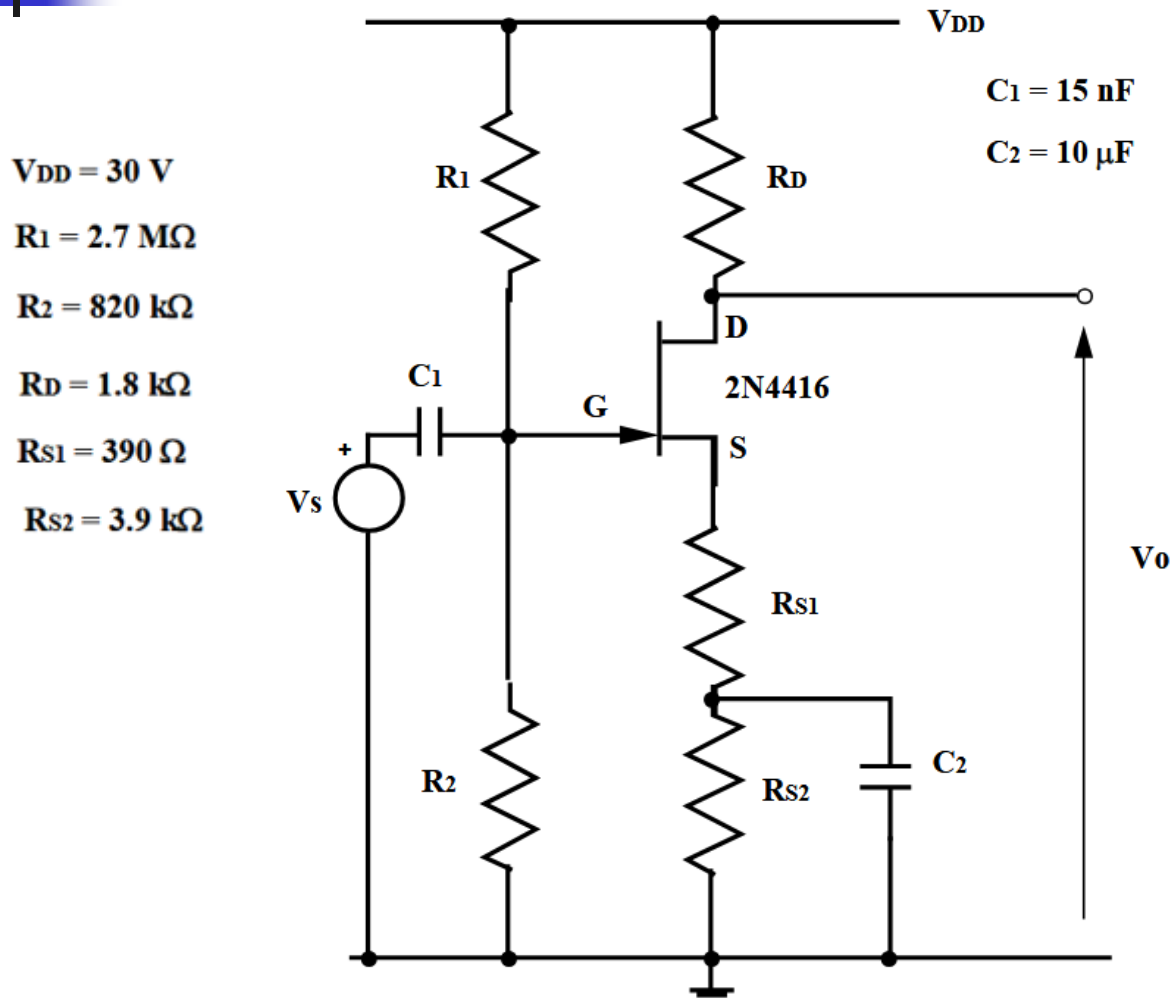 VDD
C1 = 15 nF
C2 = 10 μF
VDD = 30 V
R1 = 2.7 MΩ
R2 = 820 kΩ
RD = 1.8 kΩ
RS1 = 390 Ω
RS2 = 3.9 kΩ
R1
RD
D
C1
2N4416
G
S
+
Vs
Vo
RS1
R2
RS2
C2